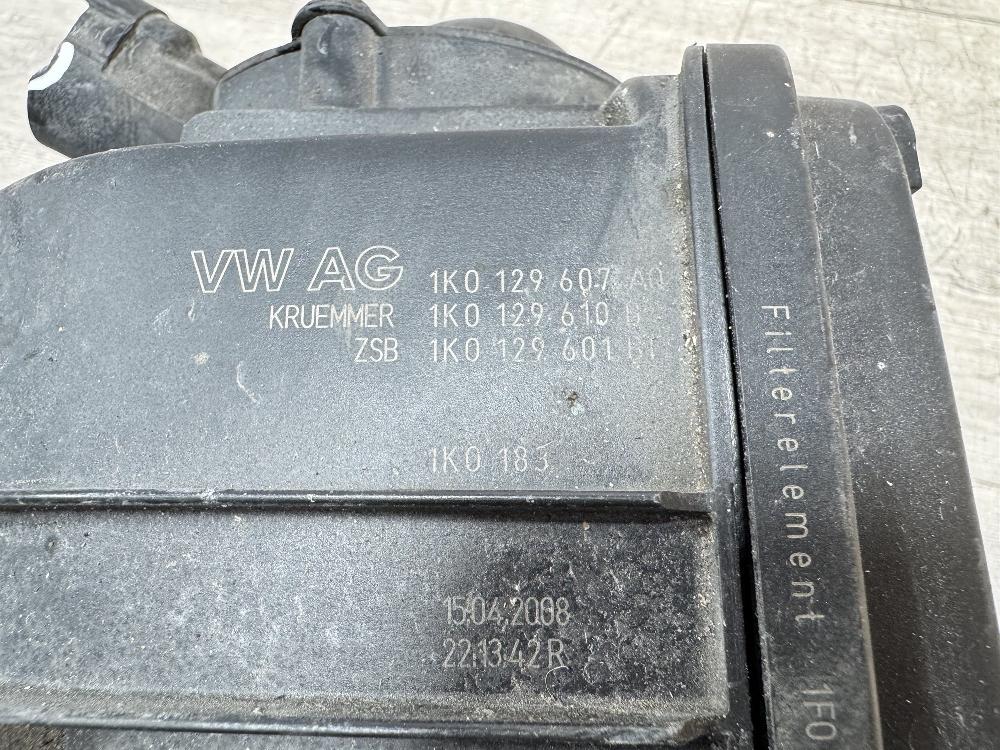 VW AG 1K0 129 607 AQ
KRUEMMER 1K0 129 610
ZSB 1K0 129 601
1K0 183
15.04.2008
22:13:42 R
Filterelement 1F0